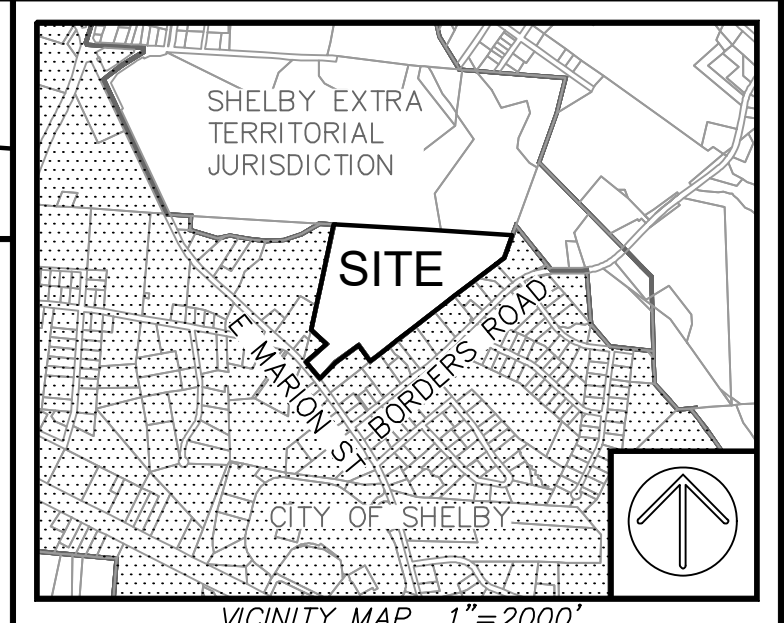 SHELBY EXTRA
TERRITORIAL
JURISDICTION
SITE
E MARION ST
BORDERS ROAD
CITY OF SHELBY
VICINITY MAP 1"=2000'